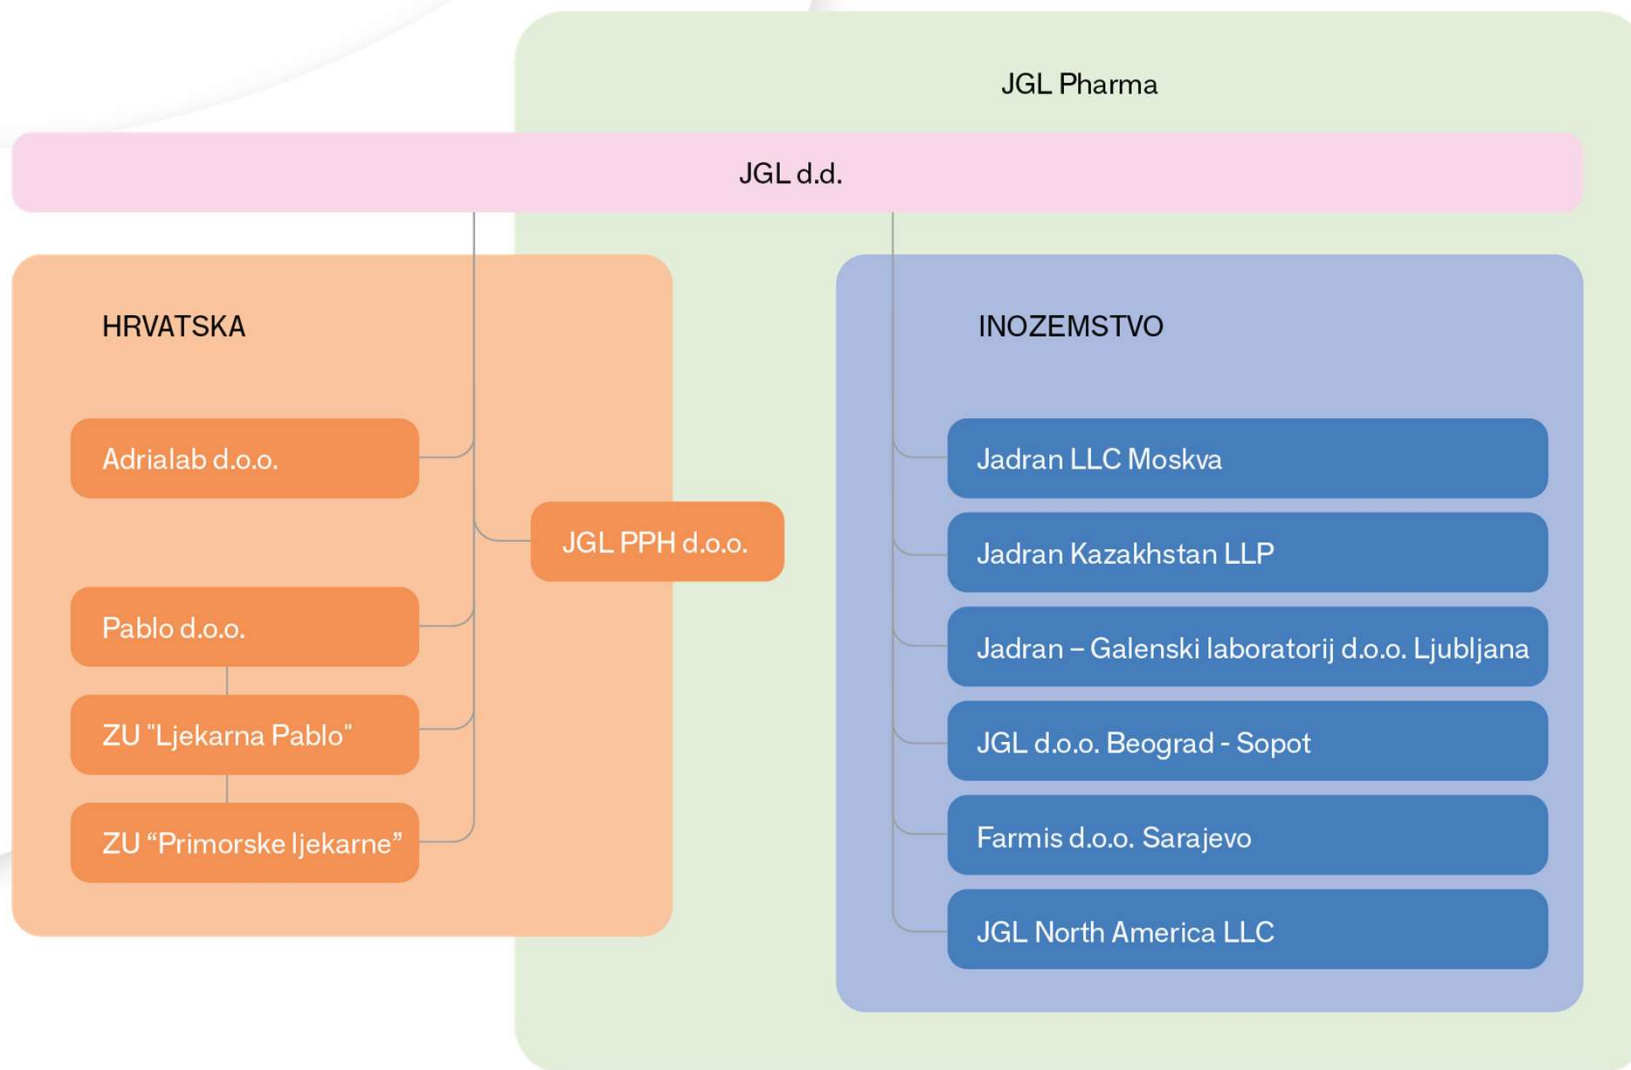 JGL Pharma
JGL d.d.
HRVATSKA
Adrialab d.o.o.
JGL PPH d.o.o.
Pablo d.o.o.
ZU "Ljekarna Pablo"
ZU “Primorske ljekarne”
INOZEMSTVO
Jadran LLC Moskva
Jadran Kazakhstan LLP
Jadran – Galenski laboratorij d.o.o. Ljubljana
JGL d.o.o. Beograd - Sopot
Farmis d.o.o. Sarajevo
JGL North America LLC